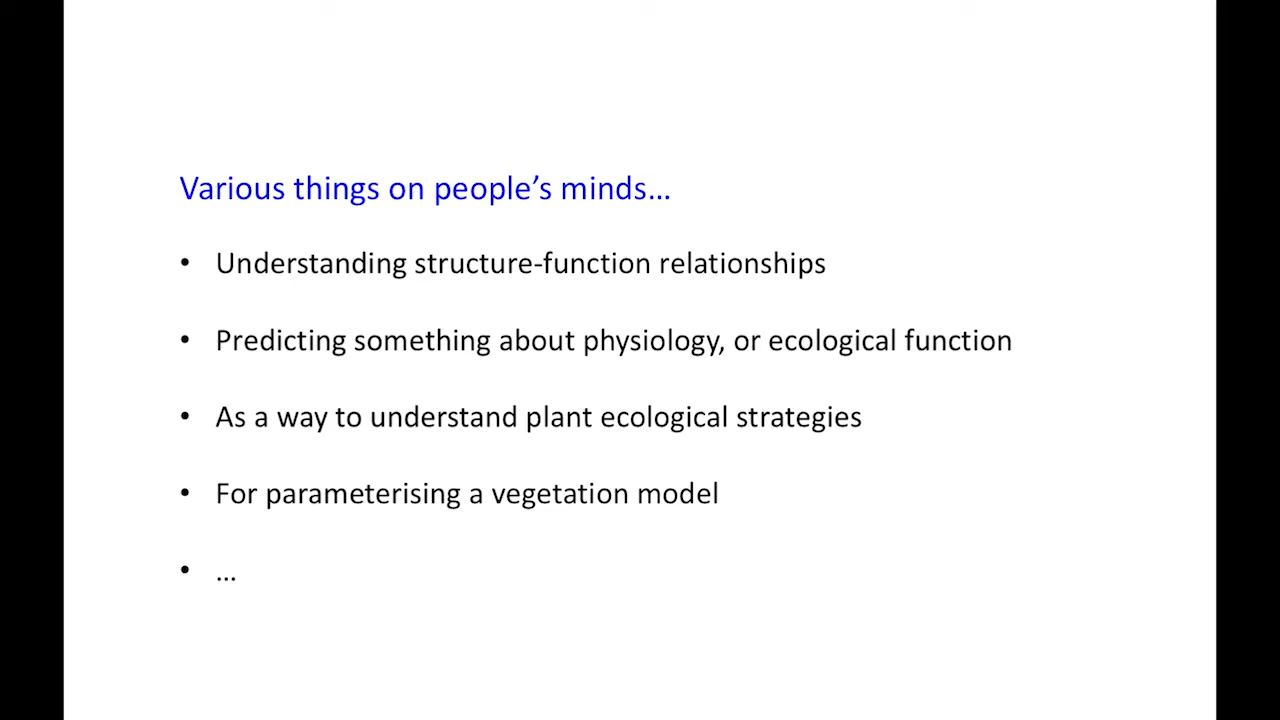 Various things on people’s minds…
• Understanding structure-function relationships
• Predicting something about physiology, or ecological function
• As a way to understand plant ecological strategies
• For parameterising a vegetation model
• …